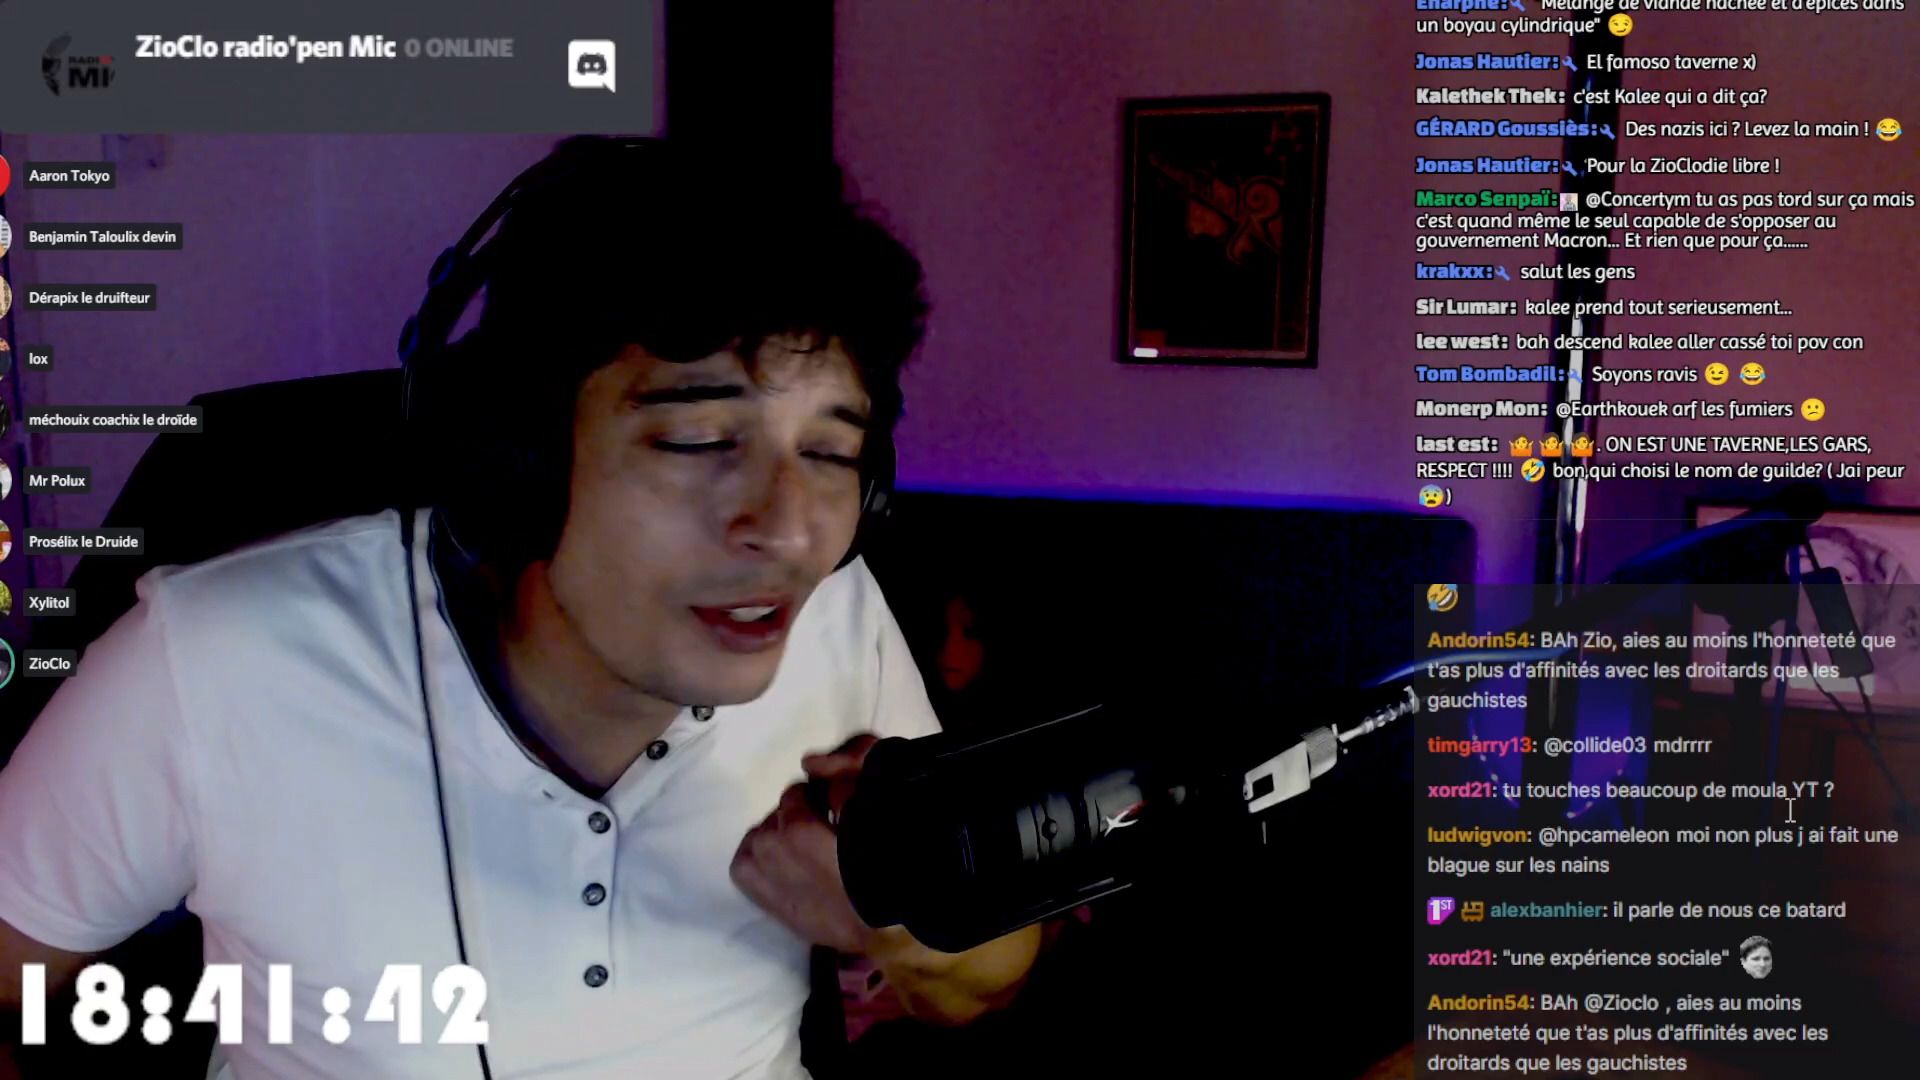 ZioClo radio'pen Mic 0 ONLINE
Aaron Tokyo
Benjamin Taloulix devin
Dérapix le druifteur
lox
méchouix coachix le droïde
Mr Polux
Prosélix le Druide
Xylitol
ZioClo
18:41:42
Enarphe: "Mélange de viande hachée et d'épices dans
un boyau cylindrique" 😏
Jonas Hautier: El famoso taverne x)
Kalethek Thek: c'est Kalee qui a dit ça?
GÉRARD Goussiès: Des nazis ici ? Levez la main ! 😂
Jonas Hautier: Pour la ZioClodie libre !
Marco Senpaï: @Concertym tu as pas tord sur ça mais
c'est quand même le seul capable de s'opposer au
gouvernement Macron... Et rien que pour ça......
krakxx: salut les gens
Sir Lumar: kalee prend tout serieusement...
lee west: bah descend kalee aller cassé toi pov con
Tom Bombadil: Soyons ravis 😉 😂
Monerp Mon: @Earthkouek arf les fumiers 😕
last est: 🤷 🤷 🤷. ON EST UNE TAVERNE,LES GARS,
RESPECT !!!! 🤣 bon,qui choisi le nom de guilde? ( Jai peur
😰)
🤣
Andorin54: BAh Zio, aies au moins l'honneteté que
t'as plus d'affinités avec les droitards que les
gauchistes
timgarry13: @collide03 mdrrrr
xord21: tu touches beaucoup de moula YT ?
ludwigvon: @hpcameleon moi non plus j ai fait une
blague sur les nains
1ST alexbanhier: il parle de nous ce batard
xord21: "une expérience sociale"
Andorin54: BAh @Zioclo , aies au moins
l'honneteté que t'as plus d'affinités avec les
droitards que les gauchistes